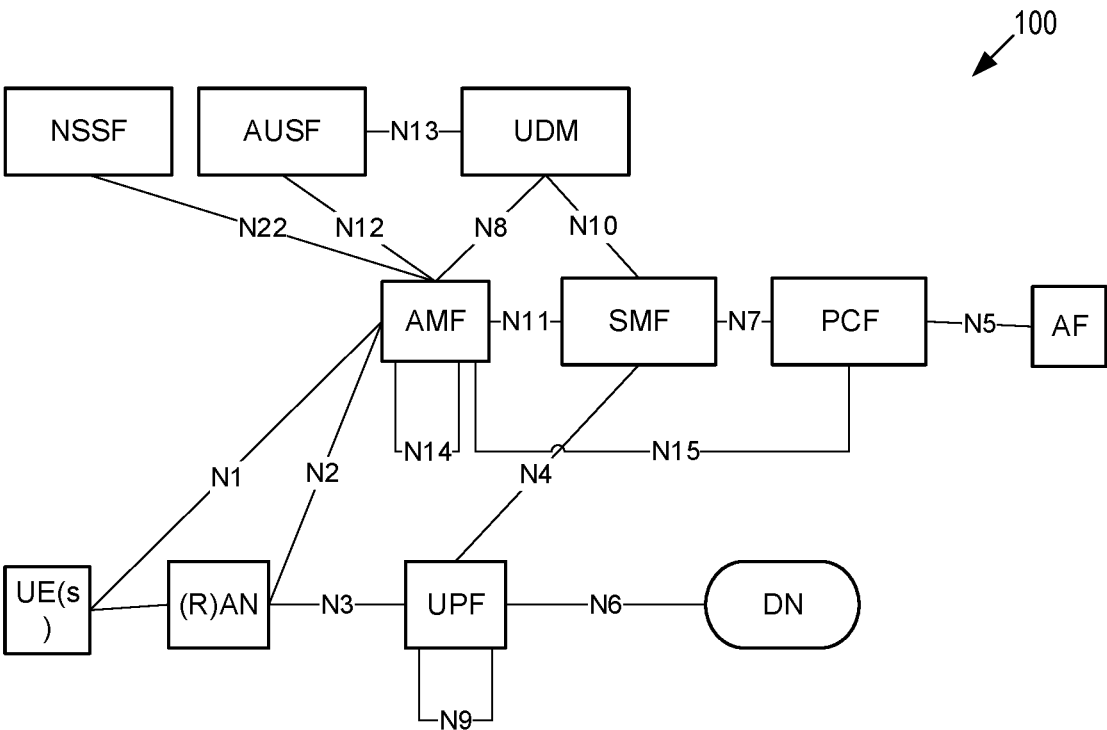 100
NSSF
AUSF
N13
UDM
N22
N12
N8
N10
AMF
N11
SMF
N7
PCF
N5
AF
N14
N15
N1
N2
N4
UE(s
)
(R)AN
N3
UPF
N6
DN
N9